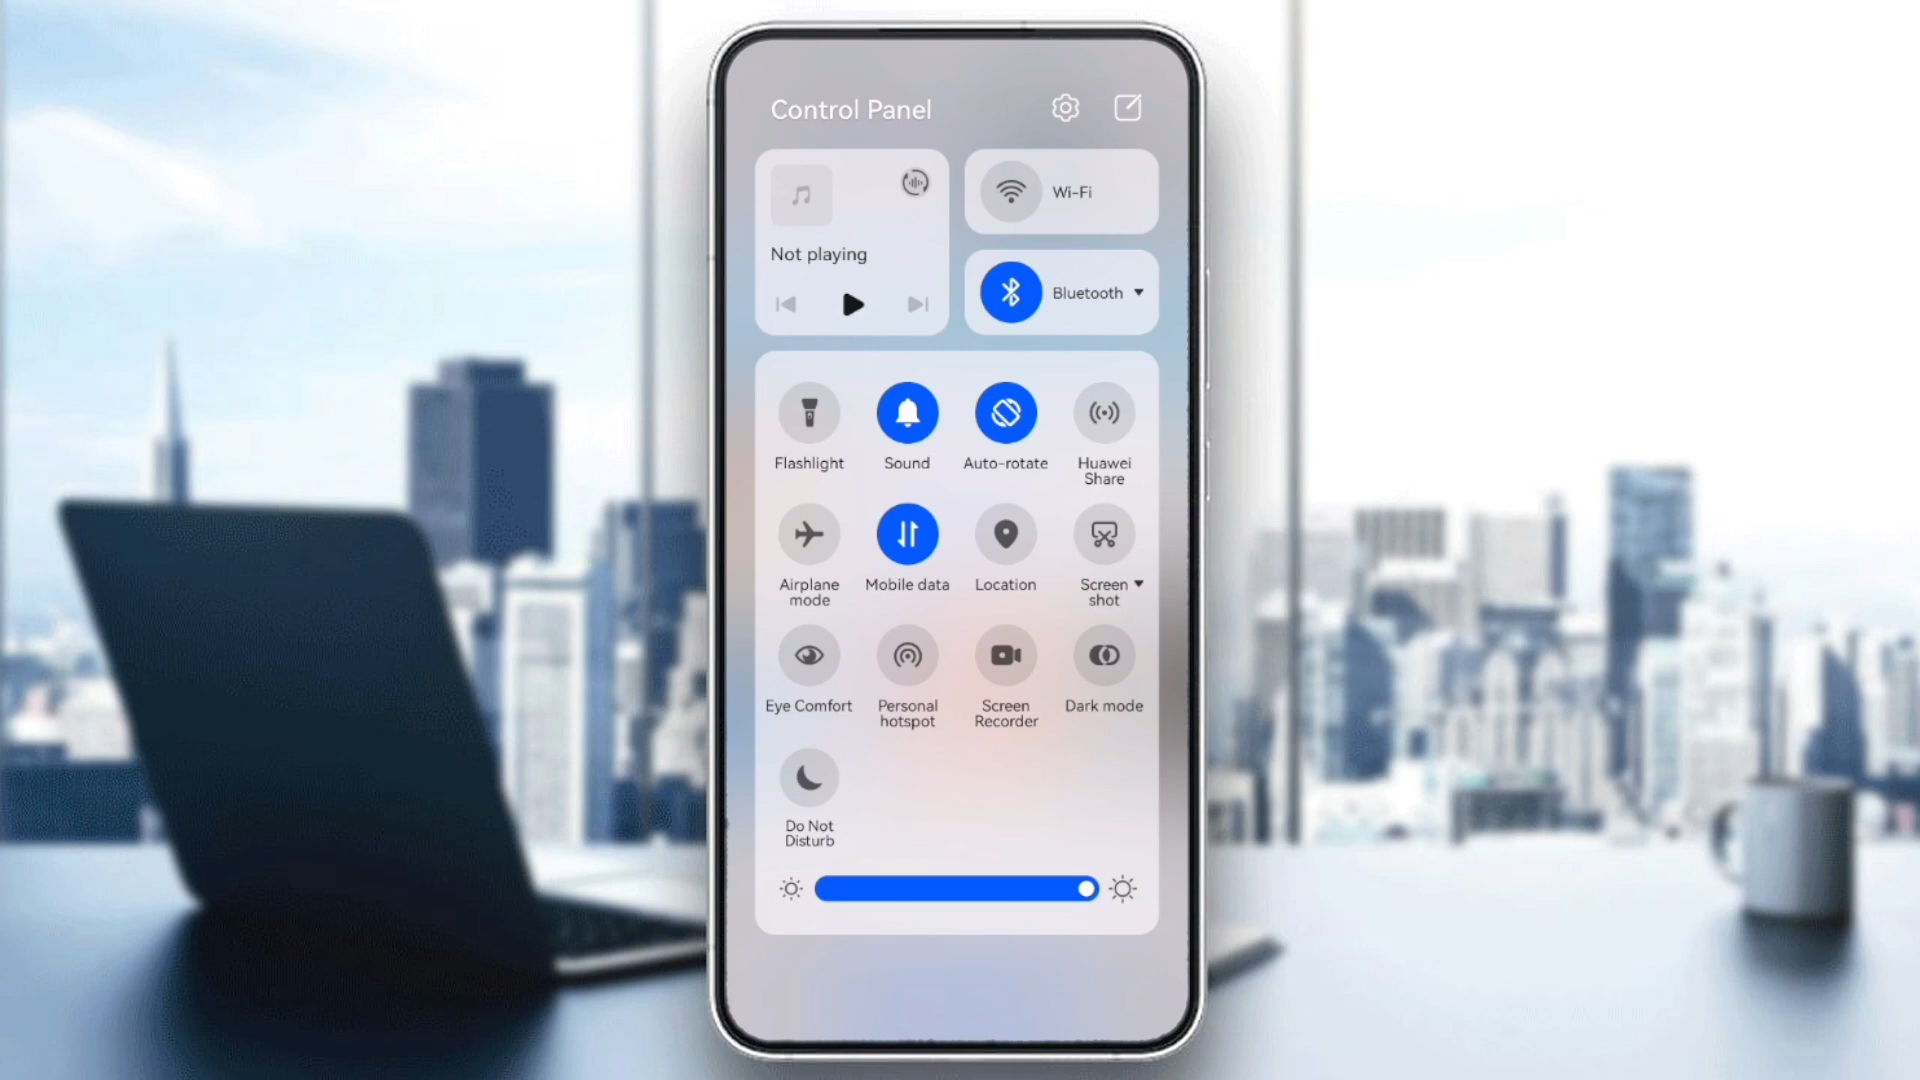 Control Panel
Not playing
Wi-Fi
Bluetooth
Flashlight
Sound
Auto-rotate
Huawei
Share
Airplane
mode
Mobile data
Location
Screen
shot
Eye Comfort
Personal
hotspot
Screen
Recorder
Dark mode
Do Not
Disturb